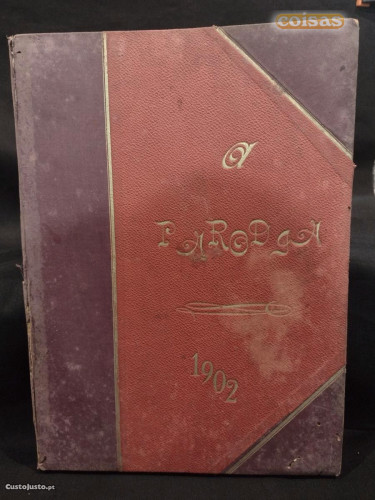 coisas
a
PARODIA
1902
CustoJusto.pt